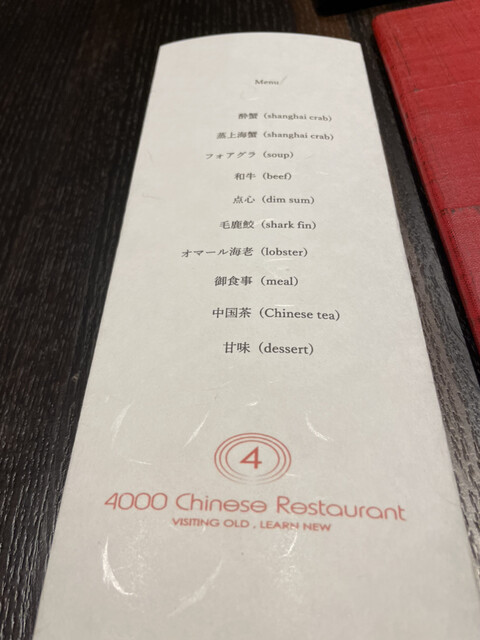 Menu
酔蟹（shanghai crab）
蒸上海蟹（shanghai crab）
フォアグラ（soup）
和牛（beef）
点心（dim sum）
毛鹿鮫（shark fin）
オマール海老（lobster）
御食事（meal）
中国茶（Chinese tea）
甘味（dessert）
4
4000 Chinese Restaurant
VISITING OLD , LEARN NEW